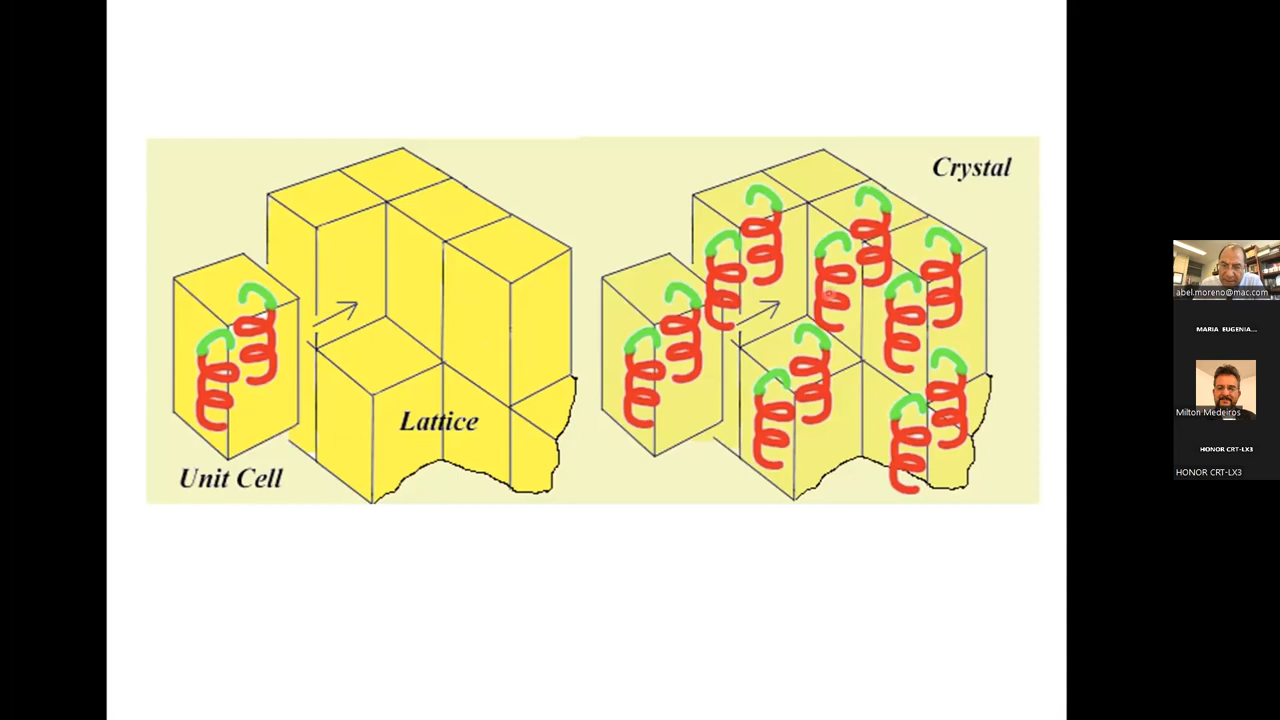 Crystal
Lattice
Unit Cell
abel.moreno@mac.com
MARIA EUGENIA...
Milton Medeiros
HONOR CRT-LX3
HONOR CRT-LX3